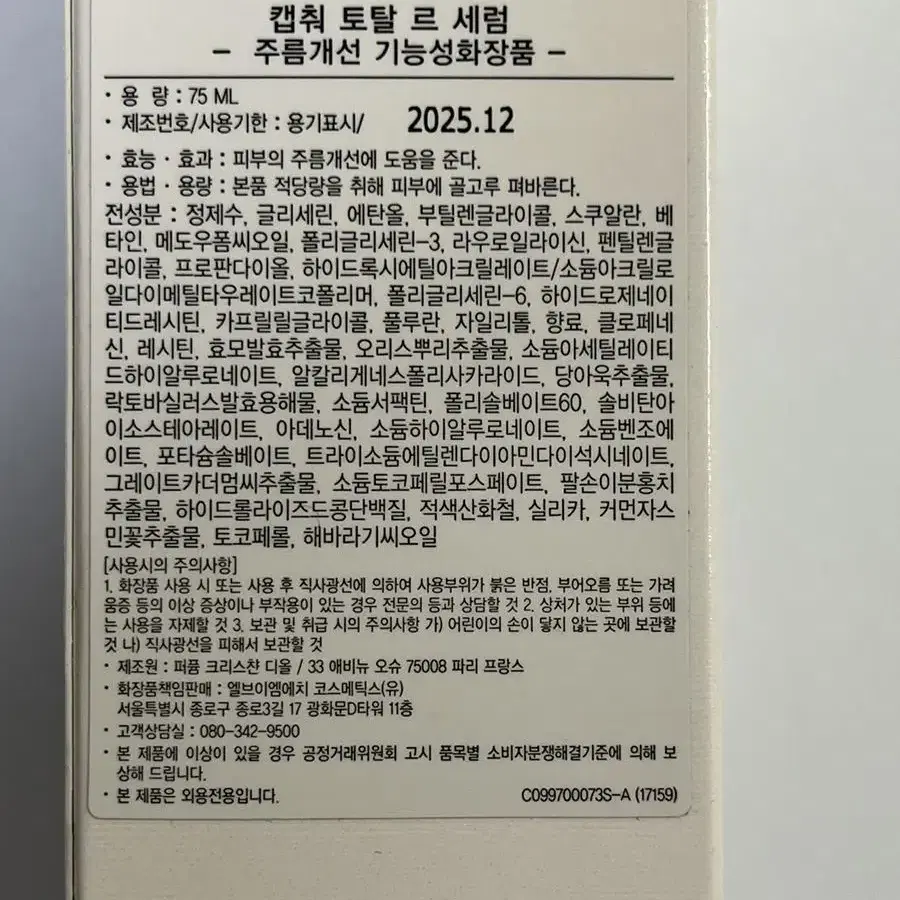 캡춰 토탈 르 세럼
- 주름개선 기능성화장품 -
· 용 량 : 75 ML
· 제조번호/사용기한 : 용기표시/ 2025.12
· 효능 · 효과 : 피부의 주름개선에 도움을 준다.
· 용법 · 용량 : 본품 적당량을 취해 피부에 골고루 펴바른다.
전성분 : 정제수, 글리세린, 에탄올, 부틸렌글라이콜, 스쿠알란, 베
타인, 메도우폼씨오일, 폴리글리세린-3, 라우로일라이신, 펜틸렌글
라이콜, 프로판다이올, 하이드록시에틸아크릴레이트/소듐아크릴로
일다이메틸타우레이트코폴리머, 폴리글리세린-6, 하이드로제네이
티드레시틴, 카프릴릴글라이콜, 풀루란, 자일리톨, 향료, 클로페네
신, 레시틴, 효모발효추출물, 오리스뿌리추출물, 소듐아세틸레이티
드하이알루로네이트, 알칼리게네스폴리사카라이드, 당아욱추출물,
락토바실러스발효용해물, 소듐서팩틴, 폴리솔베이트60, 솔비탄아
이소스테아레이트, 아데노신, 소듐하이알루로네이트, 소듐벤조에
이트, 포타슘솔베이트, 트라이소듐에틸렌다이아민다이석시네이트,
그레이트카더멈씨추출물, 소듐토코페릴포스페이트, 팔손이분홍치
추출물, 하이드롤라이즈드콩단백질, 적색산화철, 실리카, 커먼자스
민꽃추출물, 토코페롤, 해바라기씨오일
[사용시의 주의사항]
1. 화장품 사용 시 또는 사용 후 직사광선에 의하여 사용부위가 붉은 반점, 부어오름 또는 가려
움증 등의 이상 증상이나 부작용이 있는 경우 전문의 등과 상담할 것 2. 상처가 있는 부위 등에
는 사용을 자제할 것 3. 보관 및 취급 시의 주의사항 가) 어린이의 손이 닿지 않는 곳에 보관할
것 나) 직사광선을 피해서 보관할 것
· 제조원 : 퍼퓸 크리스챤 디올 / 33 애비뉴 오슈 75008 파리 프랑스
· 화장품책임판매 : 엘브이엠에치 코스메틱스(유)
서울특별시 종로구 종로3길 17 광화문D타워 11층
· 고객상담실 : 080-342-9500
· 본 제품에 이상이 있을 경우 공정거래위원회 고시 품목별 소비자분쟁해결기준에 의해 보
상해 드립니다.
· 본 제품은 외용전용입니다. C099700073S-A (17159)